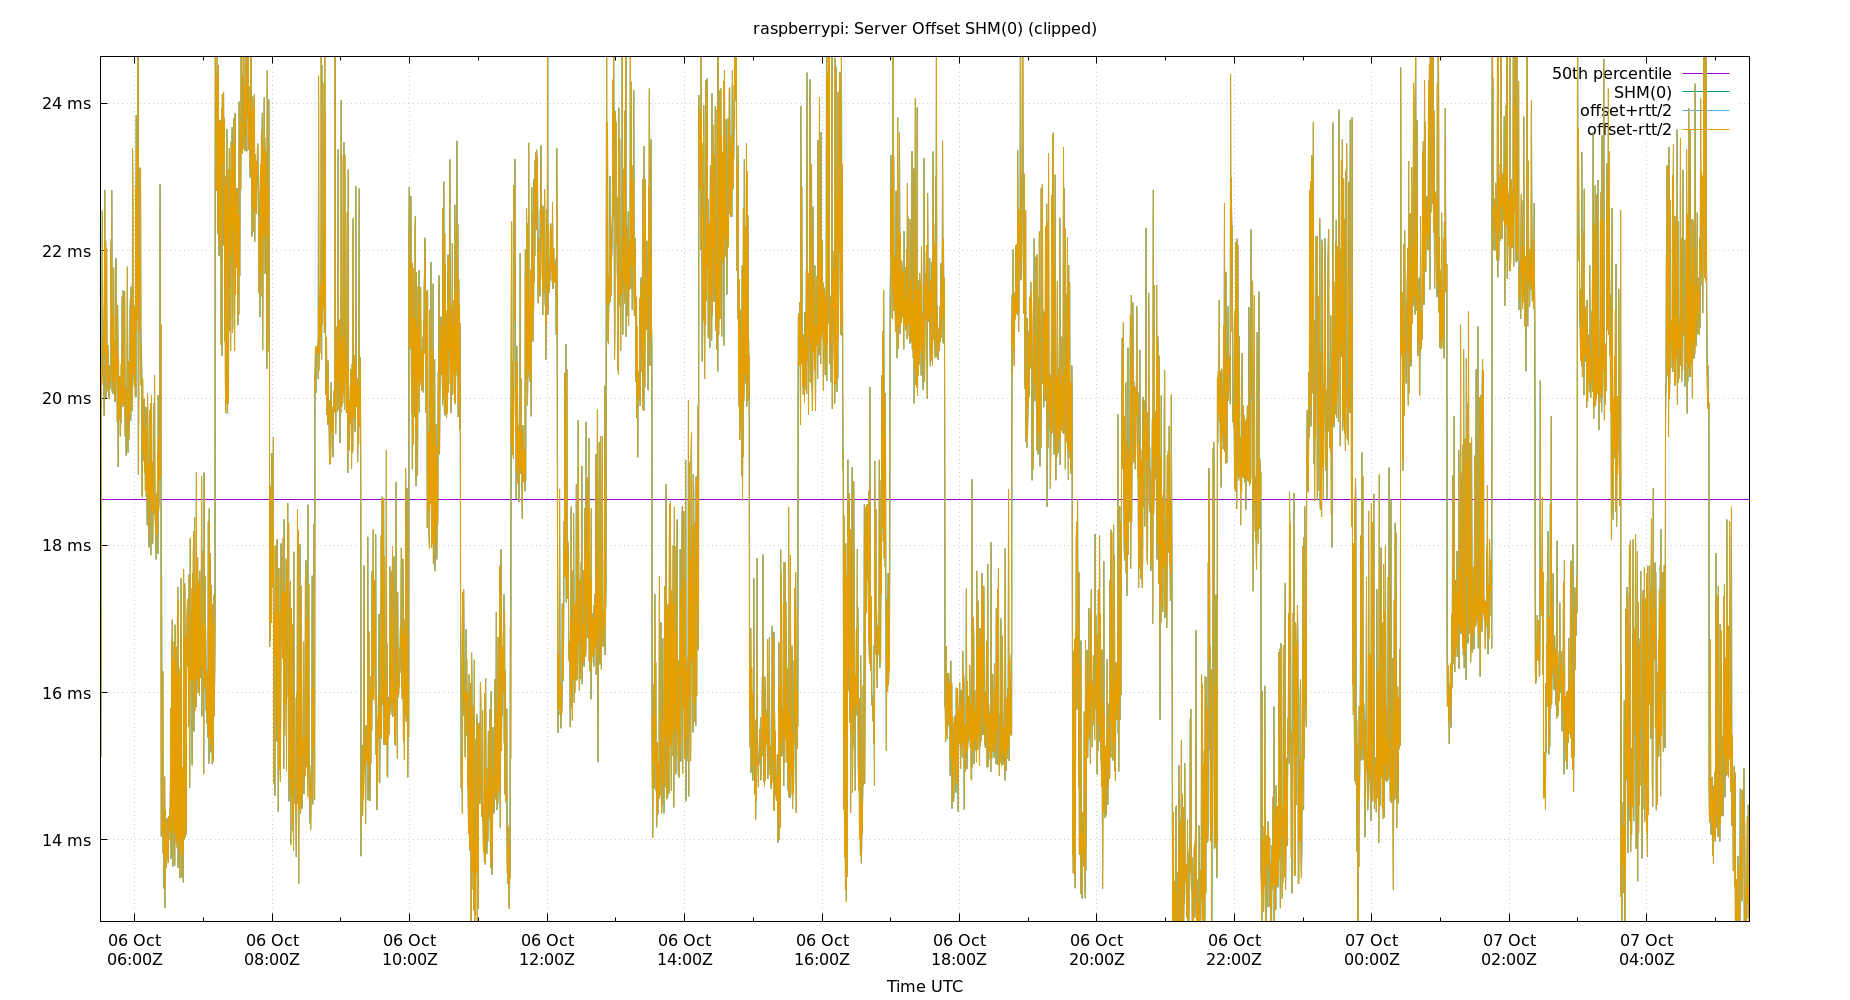 raspberrypi: Server Offset SHM(0) (clipped)
50th percentile
SHM(0)
offset+rtt/2
offset-rtt/2
24 ms
22 ms
20 ms
18 ms
16 ms
14 ms
06 Oct 06 Oct 06 Oct 06 Oct 06 Oct 06 Oct 06 Oct 06 Oct 06 Oct 07 Oct 07 Oct 07 Oct
06:00Z 08:00Z 10:00Z 12:00Z 14:00Z 16:00Z 18:00Z 20:00Z 22:00Z 00:00Z 02:00Z 04:00Z
Time UTC